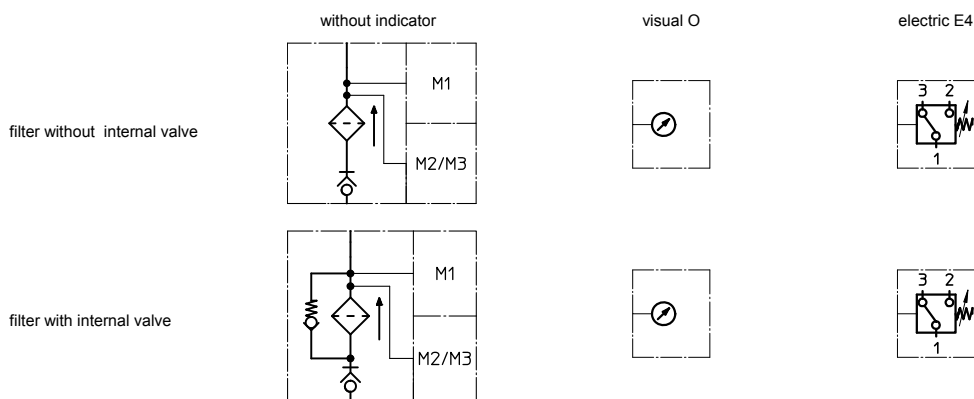 without indicator
visual O
electric E4
filter without internal valve
M1
M2/M3
3 2
1
filter with internal valve
M1
M2/M3
3 2
1